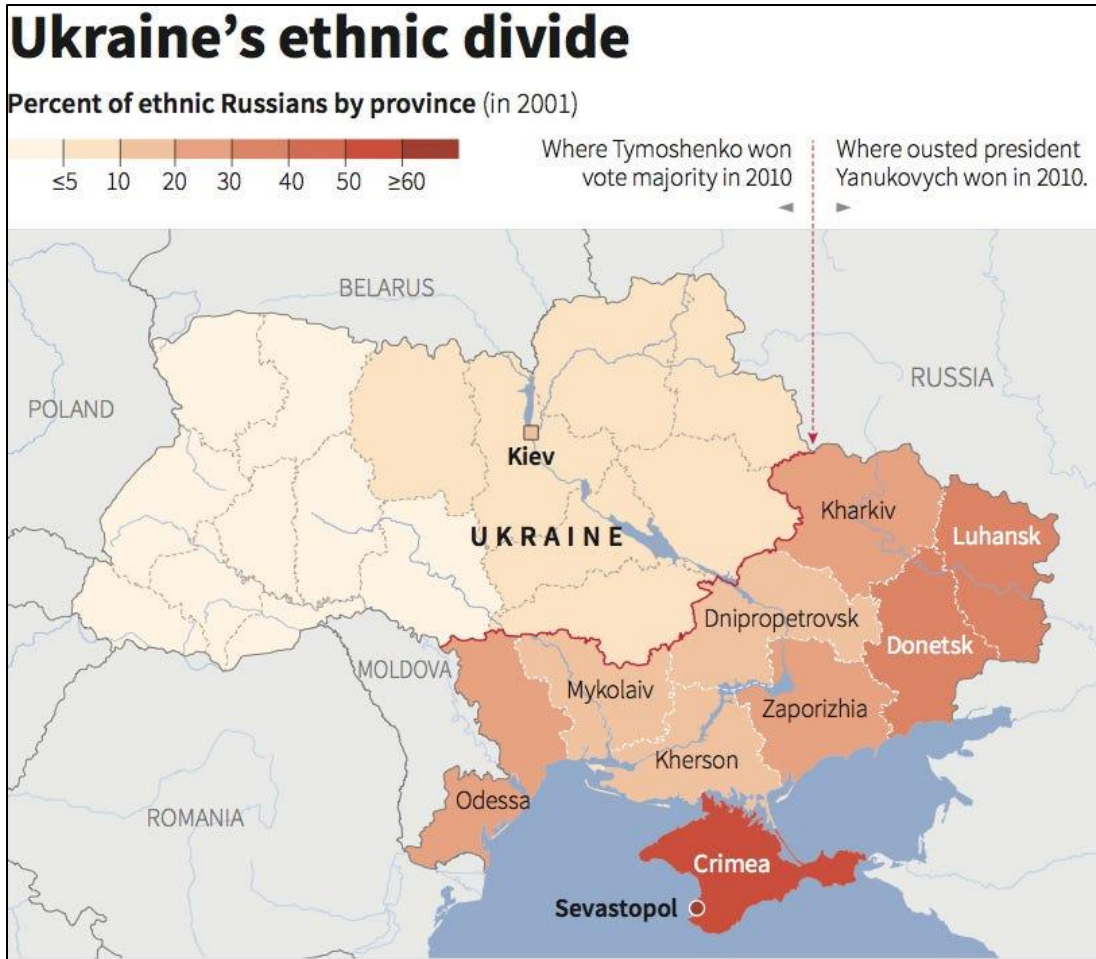 Ukraine's ethnic divide
Percent of ethnic Russians by province (in 2001)
≤5 10 20 30 40 50 ≥60
Where Tymoshenko won
vote majority in 2010
Where ousted president
Yanukovych won in 2010.
BELARUS
RUSSIA
POLAND
Kiev
Kharkiv
UKRAINE
Luhansk
Dnipropetrovsk
Donetsk
MOLDOVA
Mykolaiv
Zaporizhia
Kherson
Odessa
ROMANIA
Crimea
Sevastopol